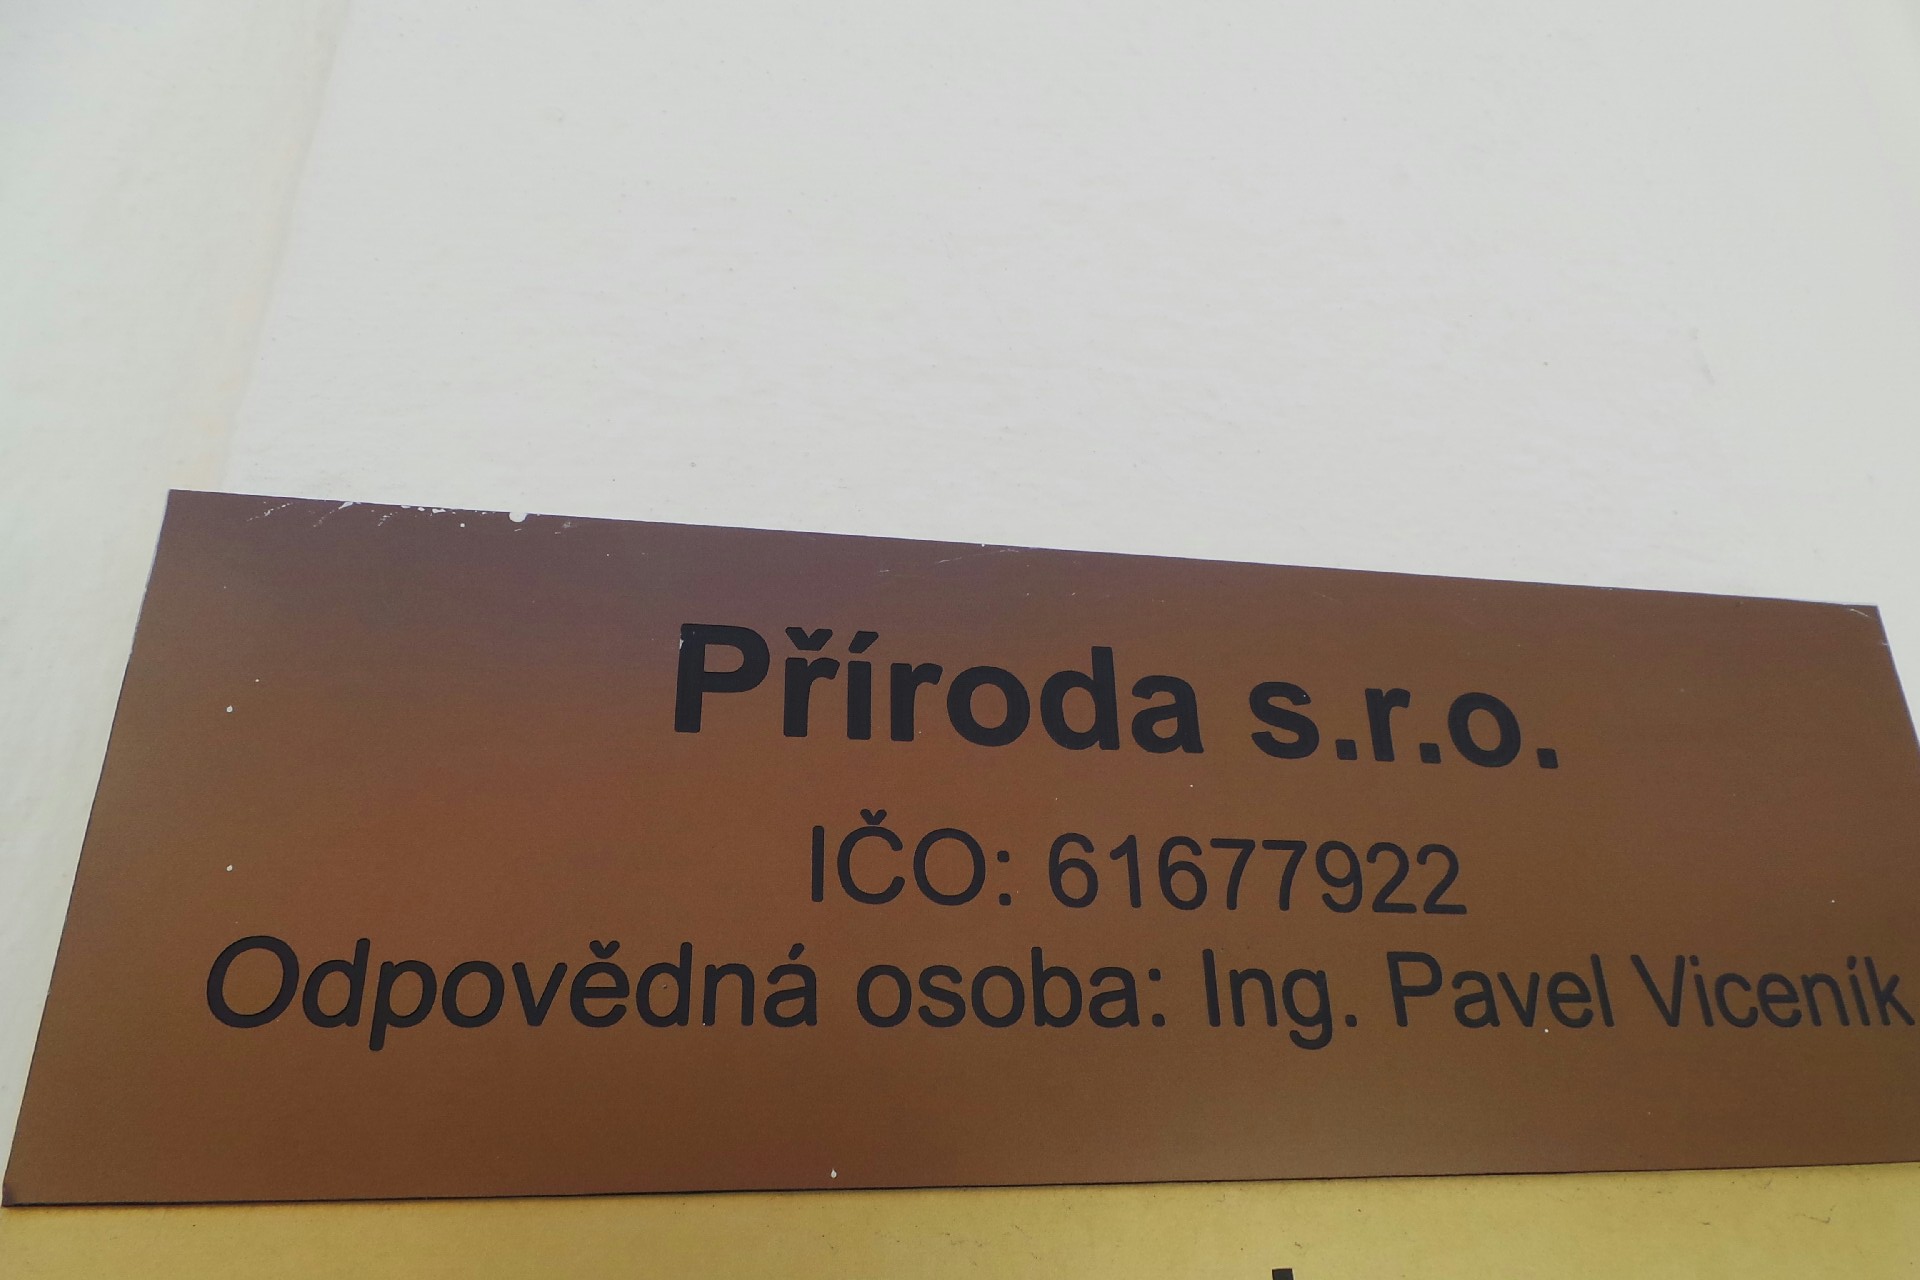 Příroda s.r.o.
IČO: 61677922
Odpovědná osoba: Ing. Pavel Viceník